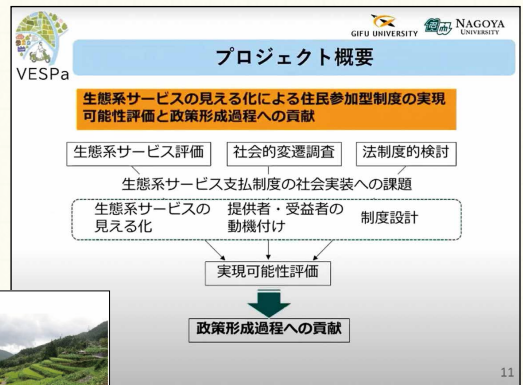 VESPa
GIFU UNIVERSITY
NAGOYA
UNIVERSITY
プロジェクト概要
生態系サービスの見える化による住民参加型制度の実現
可能性評価と政策形成過程への貢献
生態系サービス評価
社会的変遷調査
法制度的検討
生態系サービス支払制度の社会実装への課題
生態系サービスの
見える化
提供者・受益者の
動機付け
制度設計
実現可能性評価
政策形成過程への貢献
11